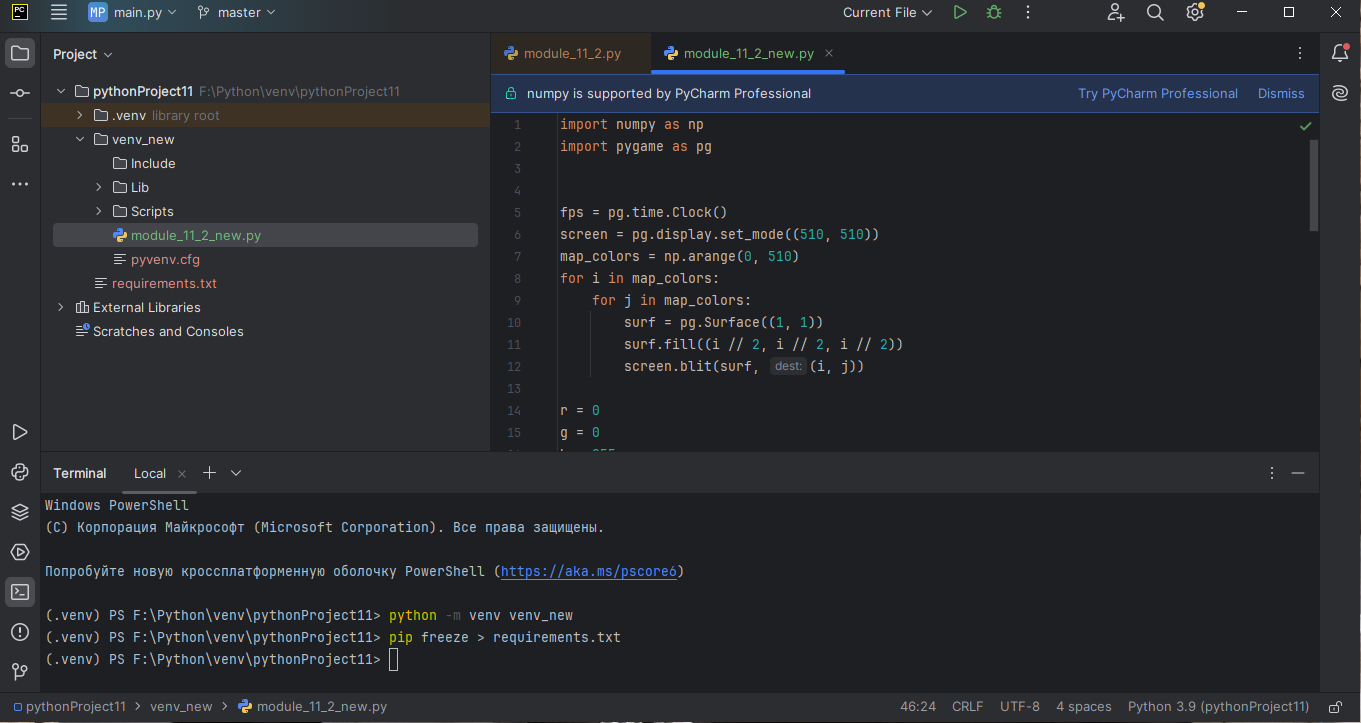 PC MP main.py master Current File
Project
pythonProject11 F:\Python\venv\pythonProject11
.venv library root
venv_new
Include
Lib
Scripts
module_11_2_new.py
pyvenv.cfg
requirements.txt
External Libraries
Scratches and Consoles
module_11_2.py module_11_2_new.py
numpy is supported by PyCharm Professional Try PyCharm Professional Dismiss
1 import numpy as np
2 import pygame as pg
3
4
5 fps = pg.time.Clock()
6 screen = pg.display.set_mode((510, 510))
7 map_colors = np.arange(0, 510)
8 for i in map_colors:
9 for j in map_colors:
10 surf = pg.Surface((1, 1))
11 surf.fill((i // 2, i // 2, i // 2))
12 screen.blit(surf, dest: (i, j))
13
14 r = 0
15 g = 0
Terminal Local
Windows PowerShell
(C) Корпорация Майкрософт (Microsoft Corporation). Все права защищены.
Попробуйте новую кроссплатформенную оболочку PowerShell (https://aka.ms/pscore6)
(.venv) PS F:\Python\venv\pythonProject11> python -m venv venv_new
(.venv) PS F:\Python\venv\pythonProject11> pip freeze > requirements.txt
(.venv) PS F:\Python\venv\pythonProject11>
pythonProject11 > venv_new > module_11_2_new.py 46:24 CRLF UTF-8 4 spaces Python 3.9 (pythonProject11)